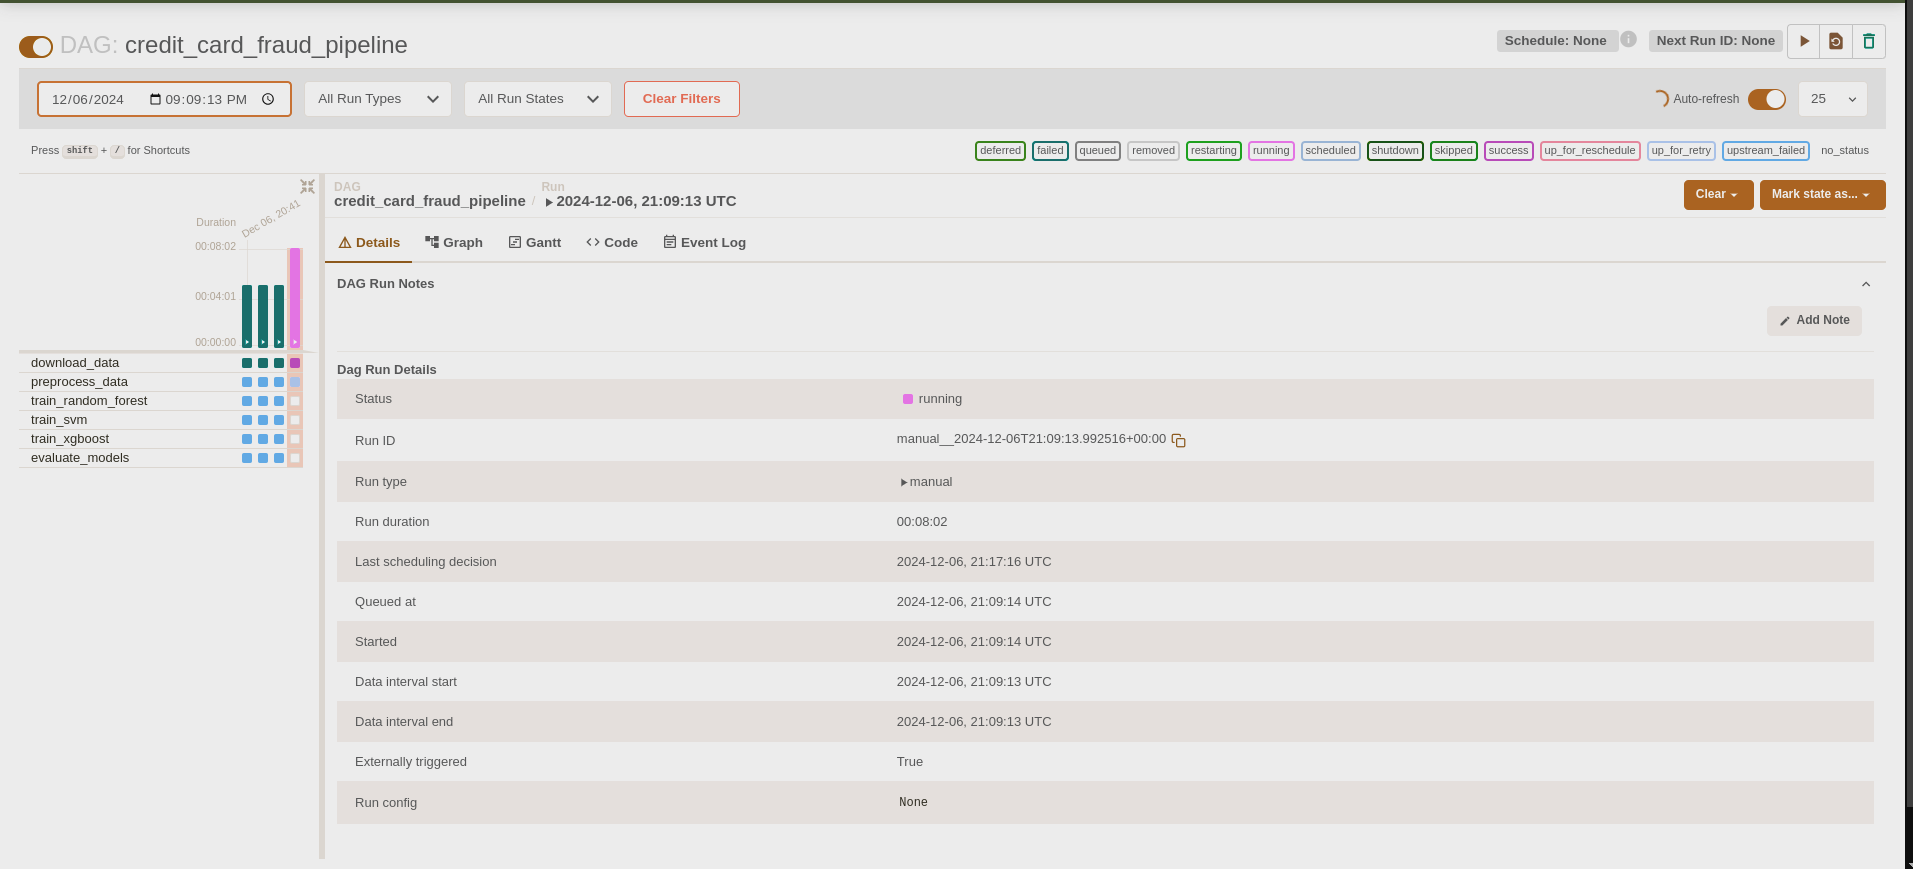 DAG: credit_card_fraud_pipeline
Schedule: None
Next Run ID: None
12/06/2024 09:09:13 PM
All Run Types
All Run States
Clear Filters
Auto-refresh
25
Press shift + / for Shortcuts
deferred failed queued removed restarting running scheduled shutdown skipped success up_for_reschedule up_for_retry upstream_failed no_status
Duration
Dec 06, 20:41
00:08:02
00:04:01
00:00:00
download_data
preprocess_data
train_random_forest
train_svm
train_xgboost
evaluate_models
DAG
credit_card_fraud_pipeline /
Run
2024-12-06, 21:09:13 UTC
Clear
Mark state as...
Details Graph Gantt Code Event Log
DAG Run Notes
Add Note
Dag Run Details
Status running
Run ID manual__2024-12-06T21:09:13.992516+00:00
Run type manual
Run duration 00:08:02
Last scheduling decision 2024-12-06, 21:17:16 UTC
Queued at 2024-12-06, 21:09:14 UTC
Started 2024-12-06, 21:09:14 UTC
Data interval start 2024-12-06, 21:09:13 UTC
Data interval end 2024-12-06, 21:09:13 UTC
Externally triggered True
Run config None